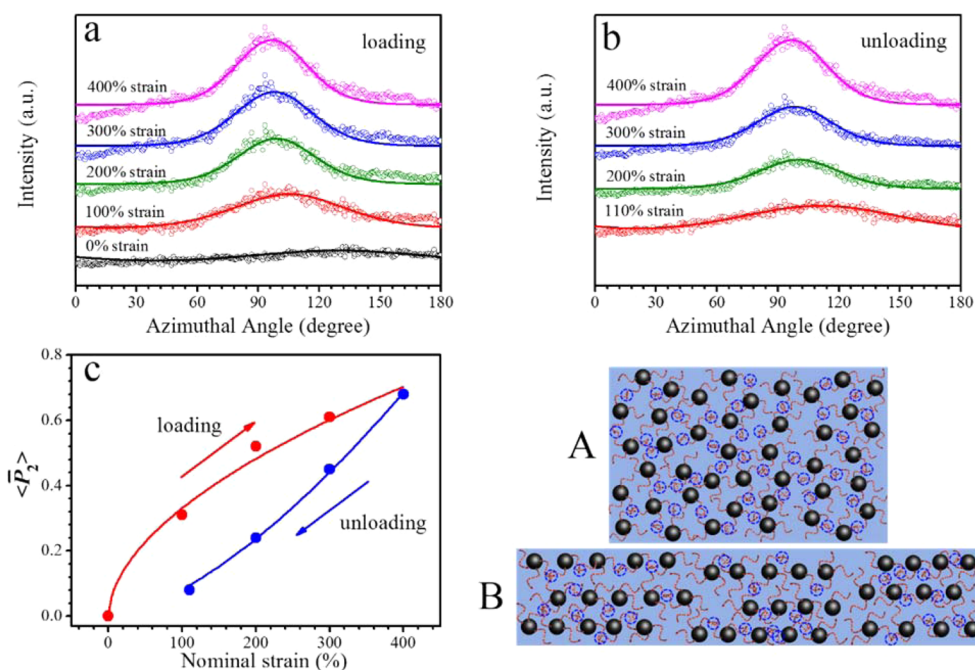 a
loading
400% strain
300% strain
200% strain
100% strain
0% strain
Intensity (a.u.)
0 30 60 90 120 150 180
Azimuthal Angle (degree)
b
unloading
400% strain
300% strain
200% strain
110% strain
Intensity (a.u.)
0 30 60 90 120 150 180
Azimuthal Angle (degree)
c
0.8
0.6
0.4
0.2
0.0
<P̅₂>
loading
unloading
0 100 200 300 400
Nominal strain (%)
A
B